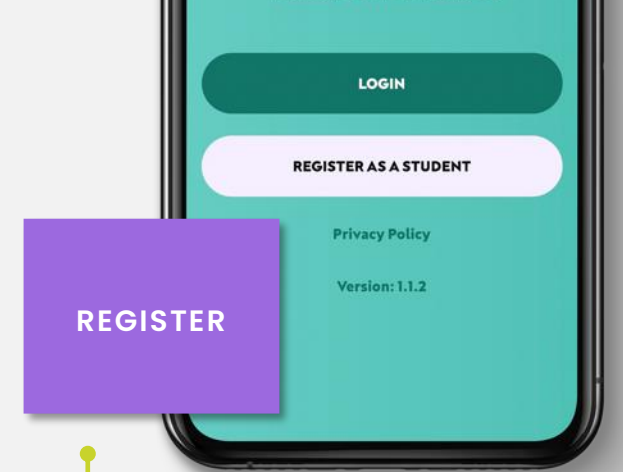 LOGIN
REGISTER AS A STUDENT
Privacy Policy
Version: 1.1.2
REGISTER